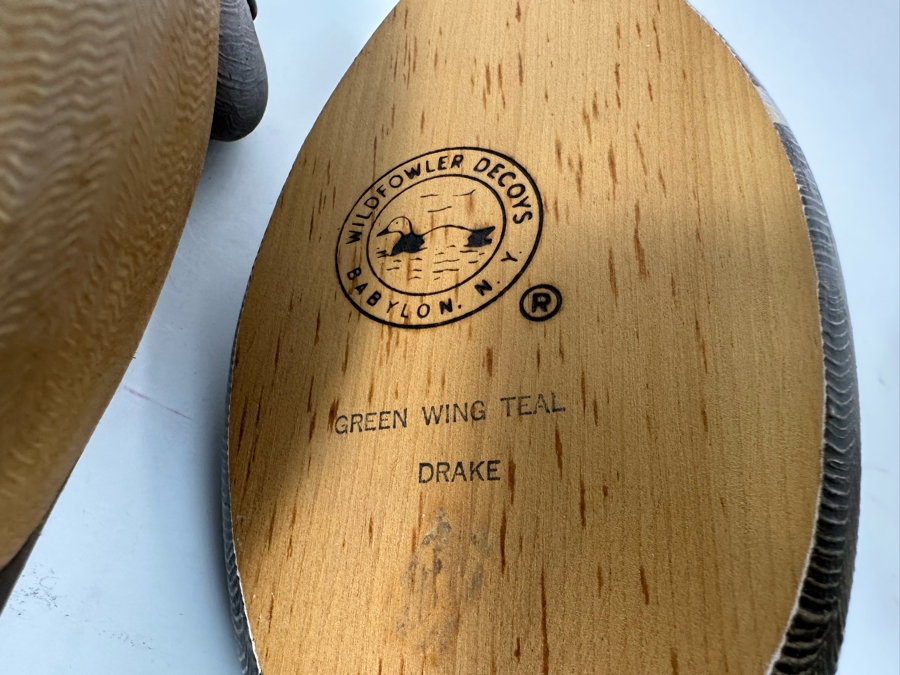 WILDFOWLER DECOYS
BABYLON, N. Y.
®
GREEN WING TEAL
DRAKE